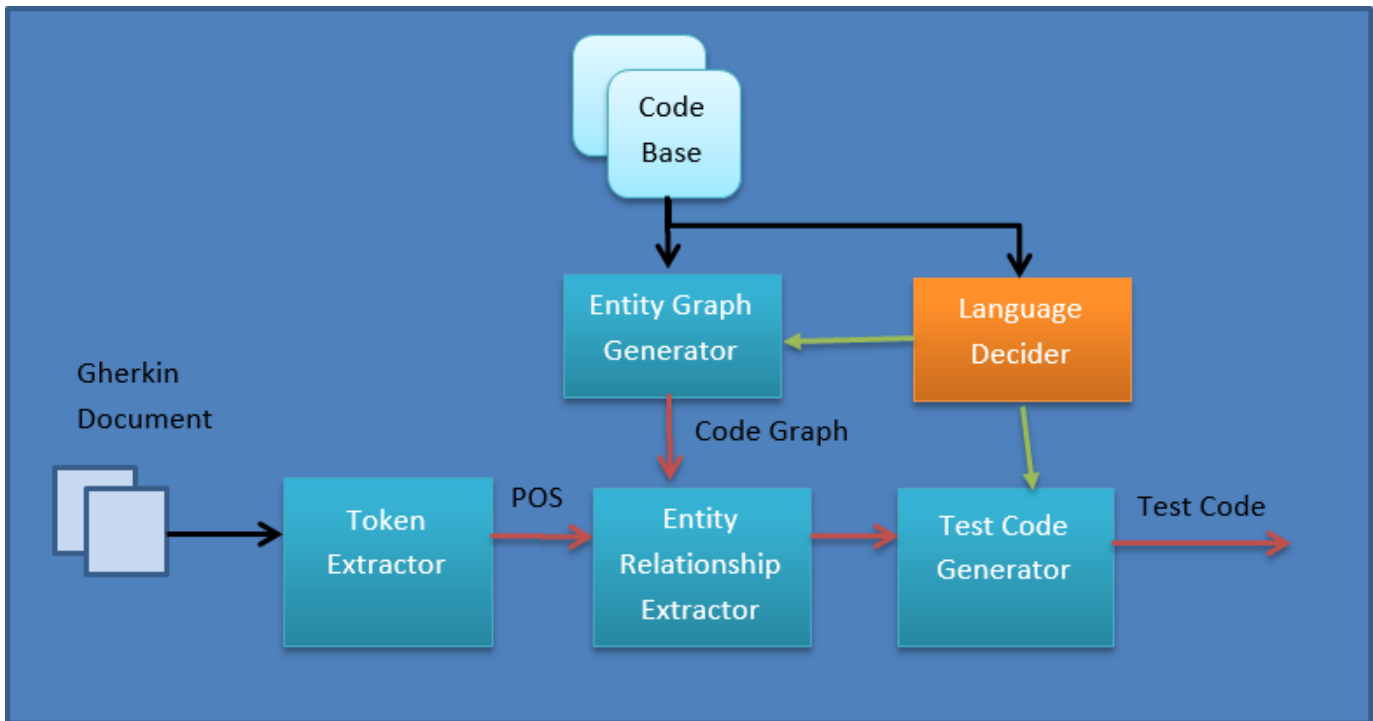 Code
Base
Entity Graph
Generator
Language
Decider
Gherkin
Document
Code Graph
Token
Extractor
POS
Entity
Relationship
Extractor
Test Code
Generator
Test Code